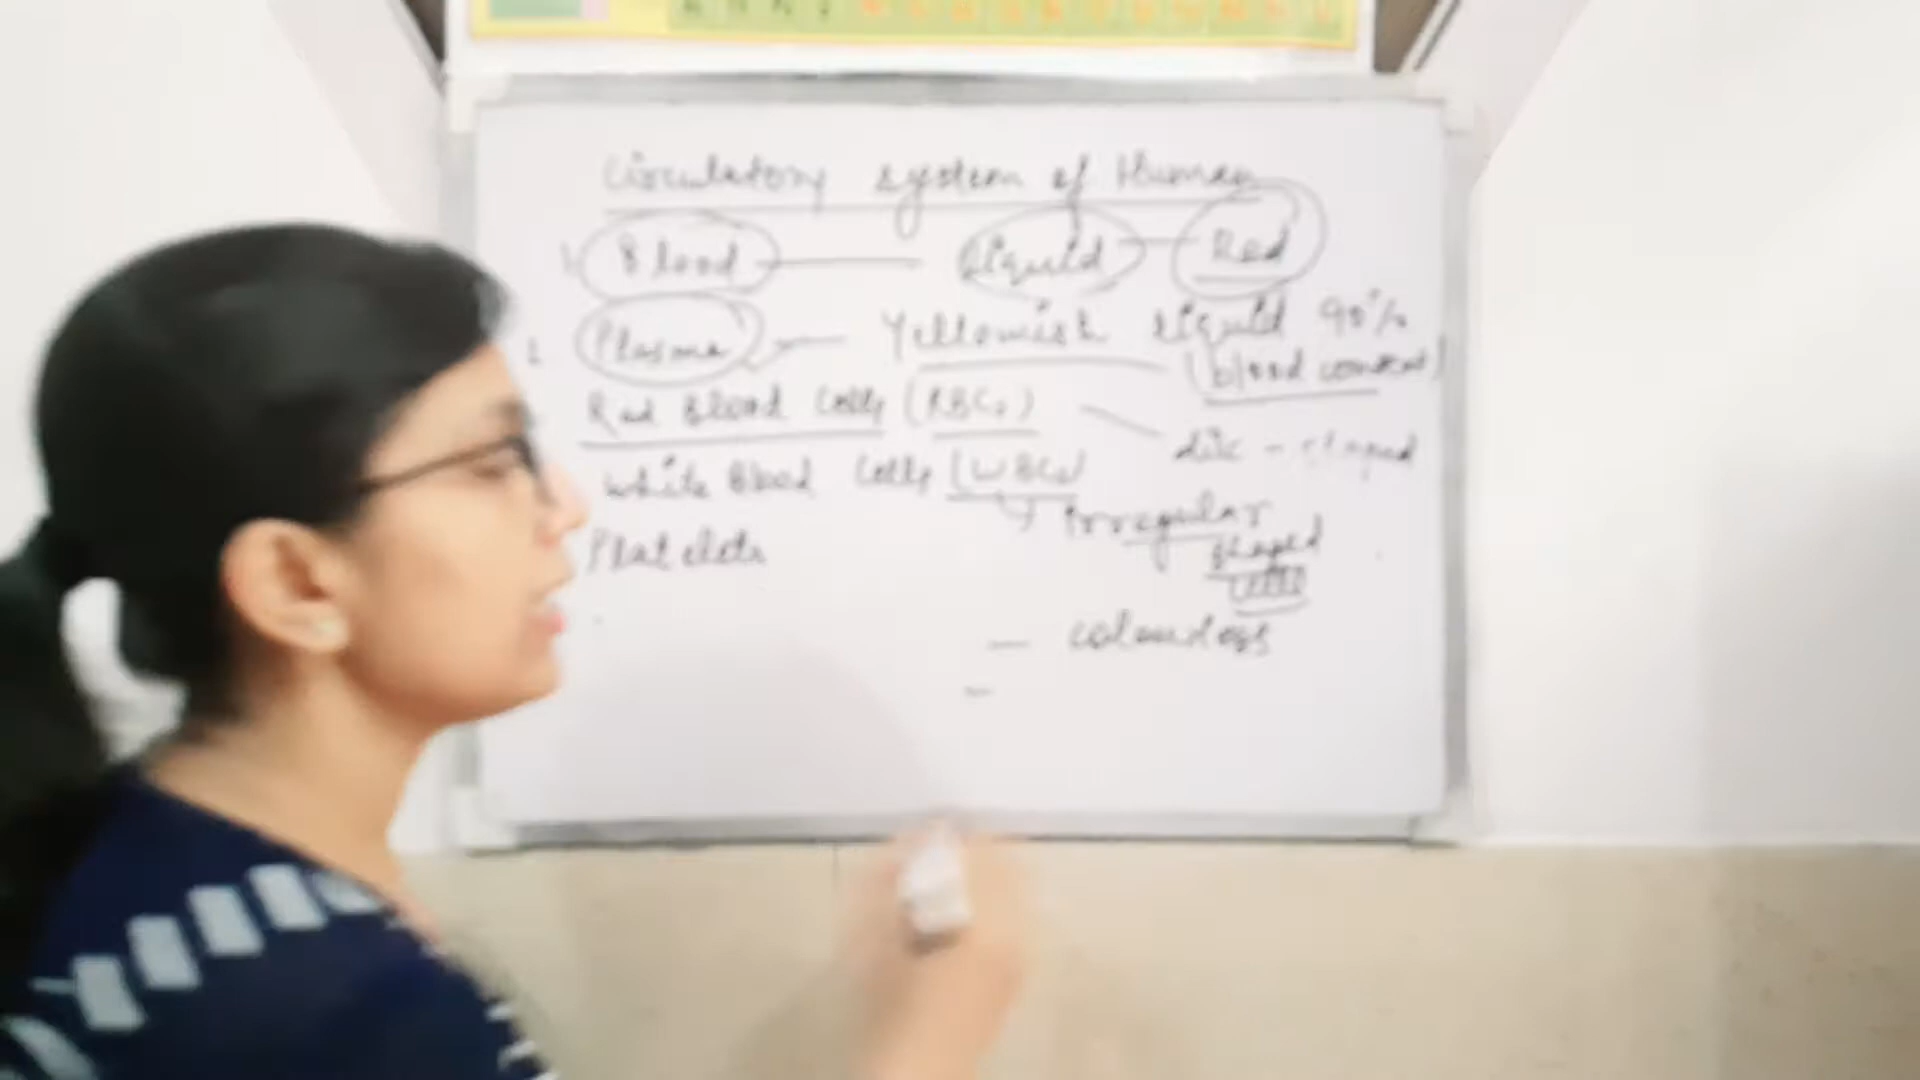 Circulatory system of Human
1 Blood — Liquid — Red
2 Plasma — Yellowish liquid 90%
(blood content)
Red Blood Cells (RBCs)
disc - shaped
White Blood Cells (WBCs)
Irregular
shaped
cells
Platelets
— colourless